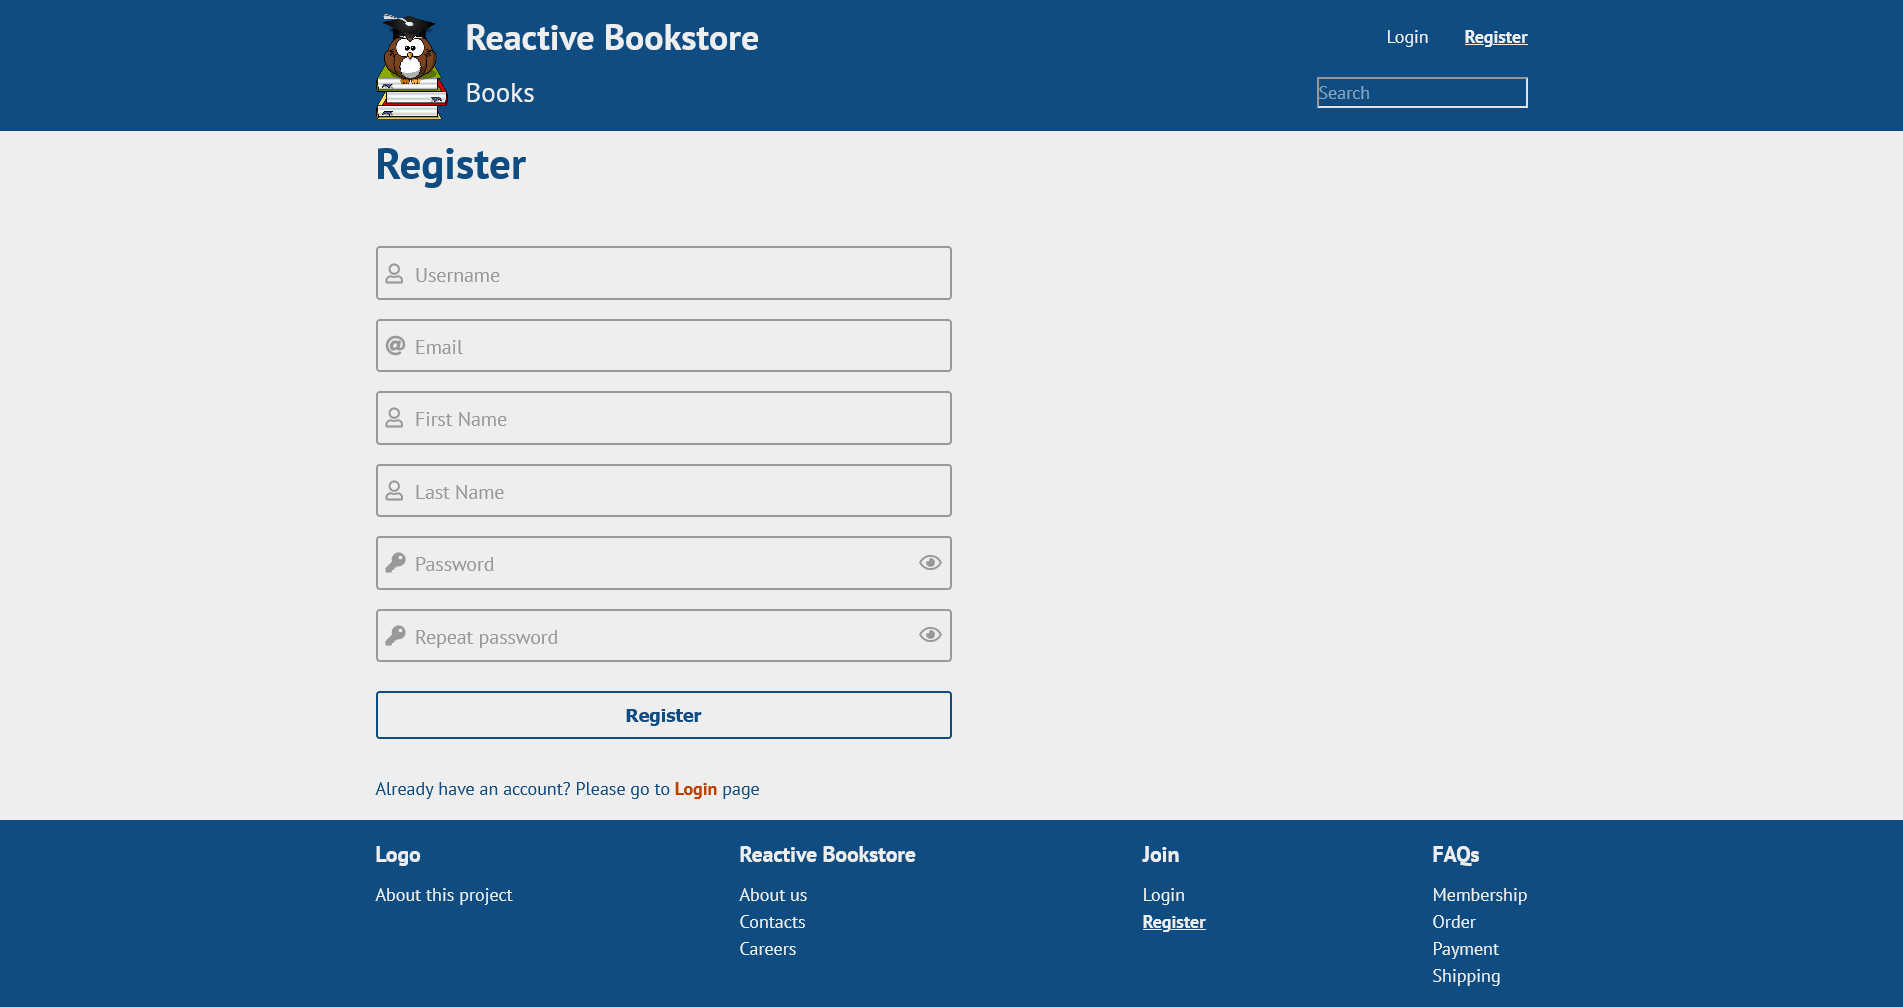 Reactive Bookstore
Login
Register
Books
Search
Register
Username
@ Email
First Name
Last Name
Password
Repeat password
Register
Already have an account? Please go to Login page
Logo
About this project
Reactive Bookstore
About us
Contacts
Careers
Join
Login
Register
FAQs
Membership
Order
Payment
Shipping